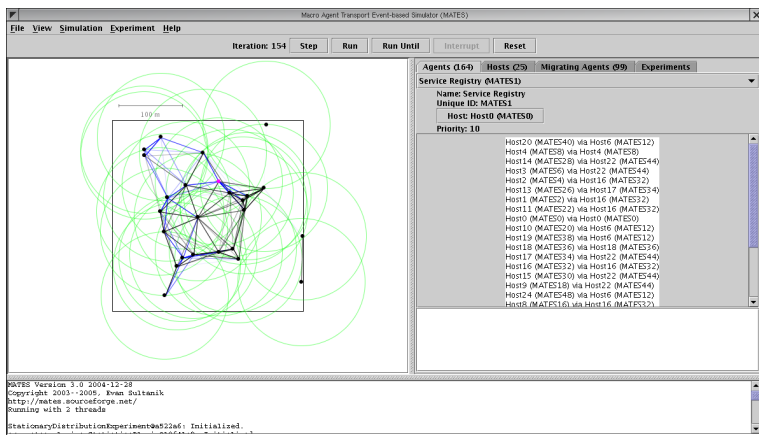 Macro Agent Transport Event-based Simulator (MATES)
File View Simulation Experiment Help
Iteration: 154 Step Run Run Until Interrupt Reset
100 m
Agents (164) Hosts (25) Migrating Agents (99) Experiments
Service Registry (MATES1)
Name: Service Registry
Unique ID: MATES1
Host: Host0 (MATES0)
Priority: 10
Host20 (MATES40) via Host6 (MATES12)
Host4 (MATES8) via Host4 (MATES8)
Host14 (MATES28) via Host22 (MATES44)
Host3 (MATES6) via Host22 (MATES44)
Host2 (MATES4) via Host16 (MATES32)
Host13 (MATES26) via Host17 (MATES34)
Host1 (MATES2) via Host16 (MATES32)
Host11 (MATES22) via Host16 (MATES32)
Host0 (MATES0) via Host0 (MATES0)
Host10 (MATES20) via Host6 (MATES12)
Host19 (MATES38) via Host6 (MATES12)
Host18 (MATES36) via Host18 (MATES36)
Host17 (MATES34) via Host22 (MATES44)
Host16 (MATES32) via Host16 (MATES32)
Host15 (MATES30) via Host22 (MATES44)
Host9 (MATES18) via Host22 (MATES44)
Host24 (MATES48) via Host6 (MATES12)
Host8 (MATES16) via Host16 (MATES32)
MATES Version 3.0 2004-12-28
Copyright 2003--2005, Evan Sultanik
http://mates.sourceforge.net/
Running with 2 threads
StationaryDistributionExperiment@a522a6: Initialized.